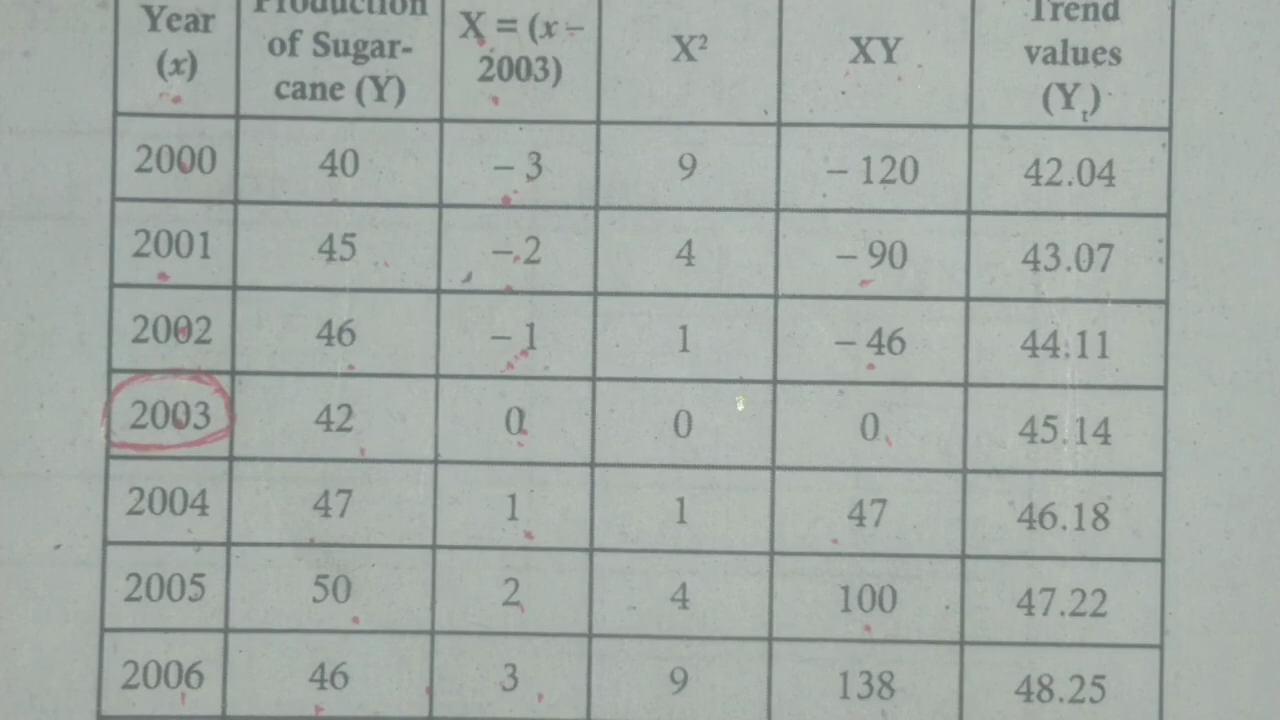 Year (x) | Production of Sugar-cane (Y) | X = (x – 2003) | X² | XY | Trend values (Yₜ)
2000 | 40 | – 3 | 9 | – 120 | 42.04
2001 | 45 | – 2 | 4 | – 90 | 43.07
2002 | 46 | – 1 | 1 | – 46 | 44.11
2003 | 42 | 0 | 0 | 0 | 45.14
2004 | 47 | 1 | 1 | 47 | 46.18
2005 | 50 | 2 | 4 | 100 | 47.22
2006 | 46 | 3 | 9 | 138 | 48.25